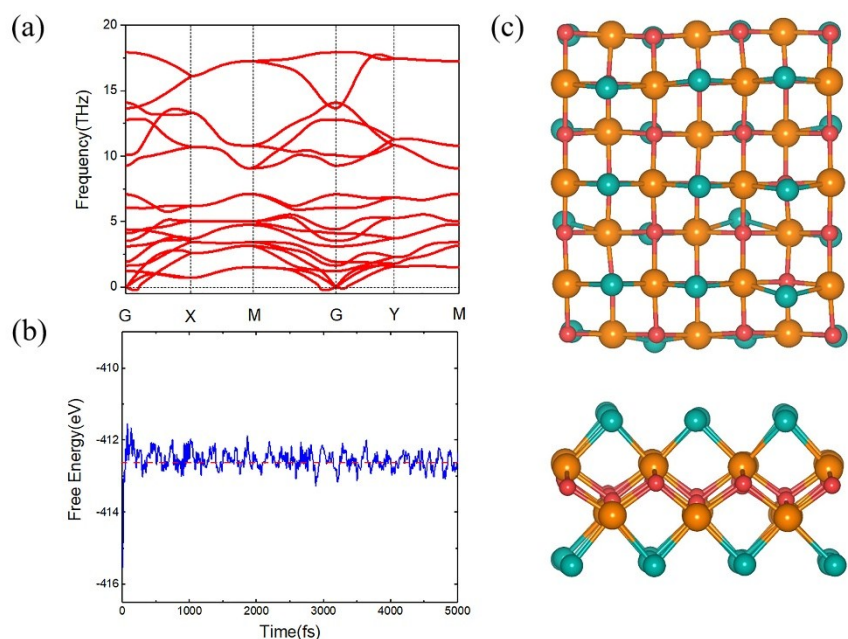 (a)
(c)
Frequency(THz)
20
15
10
5
0
G X M G Y M
(b)
Free Energy(eV)
-410
-412
-414
-416
0 1000 2000 3000 4000 5000
Time(fs)